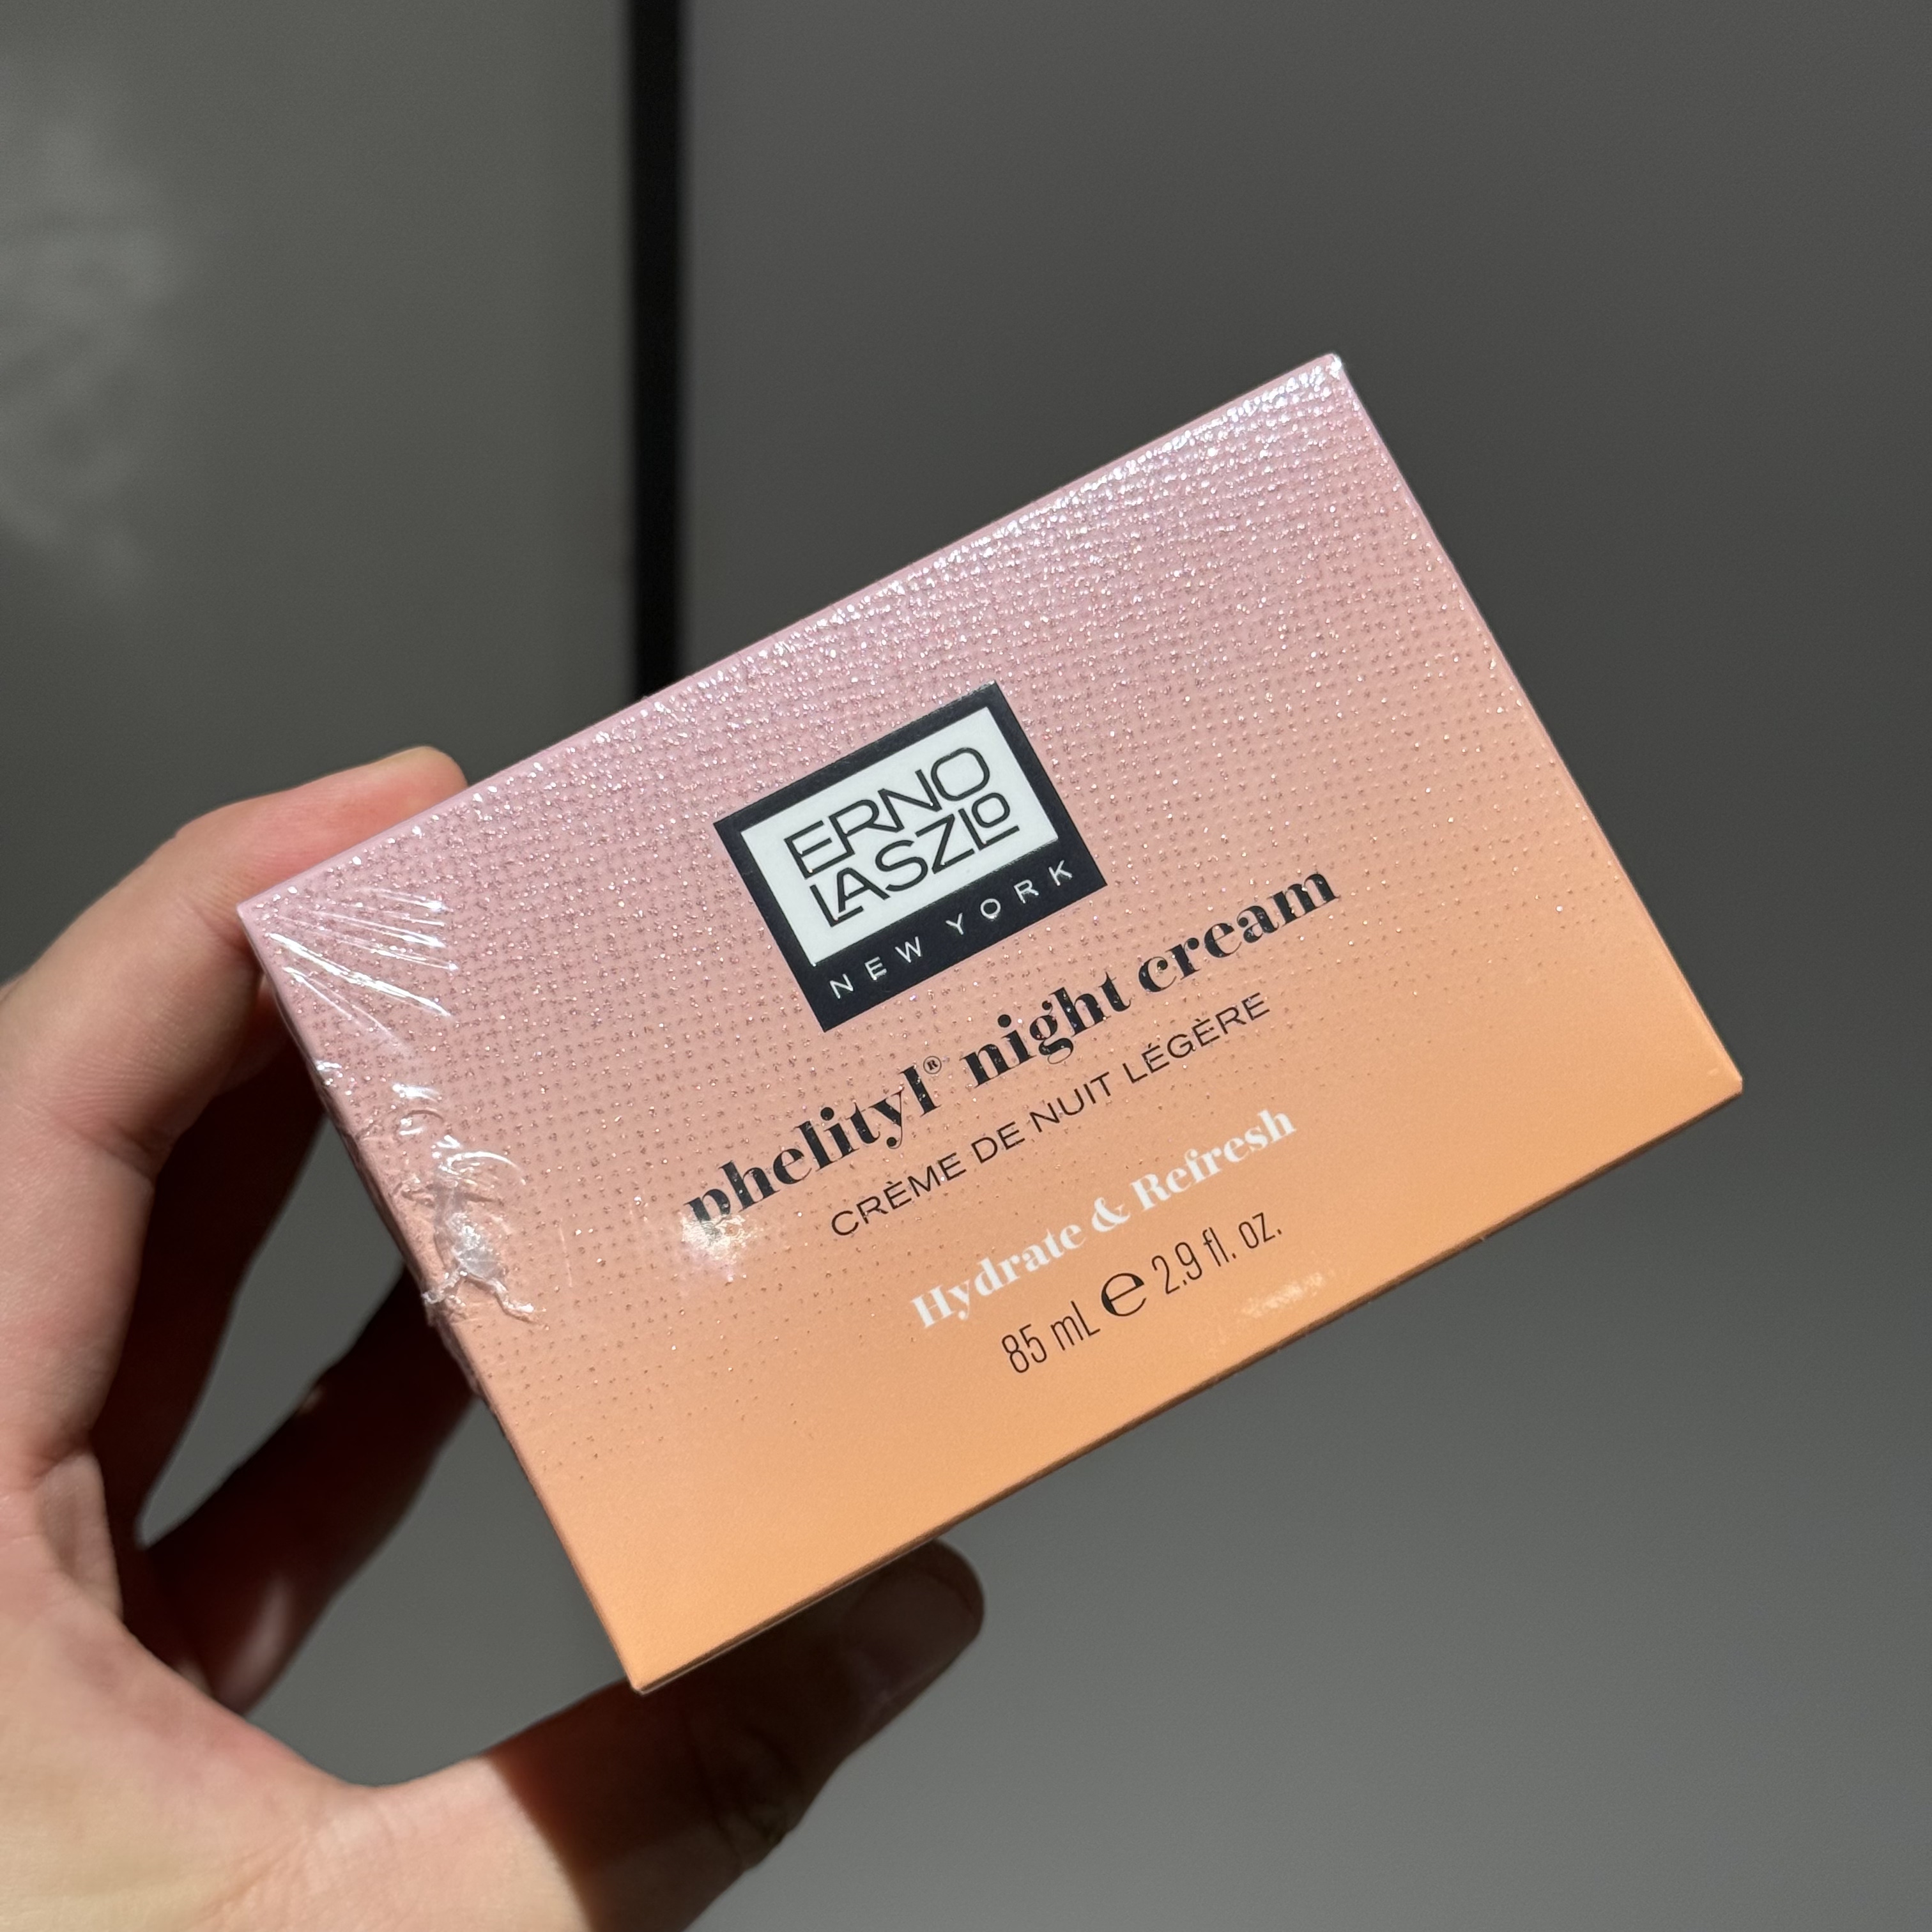 ERNO
LASZLO
NEW YORK
phelityl® night cream
CRÈME DE NUIT LÉGÈRE
Hydrate & Refresh
85 mL ℮ 2.9 fl. oz.